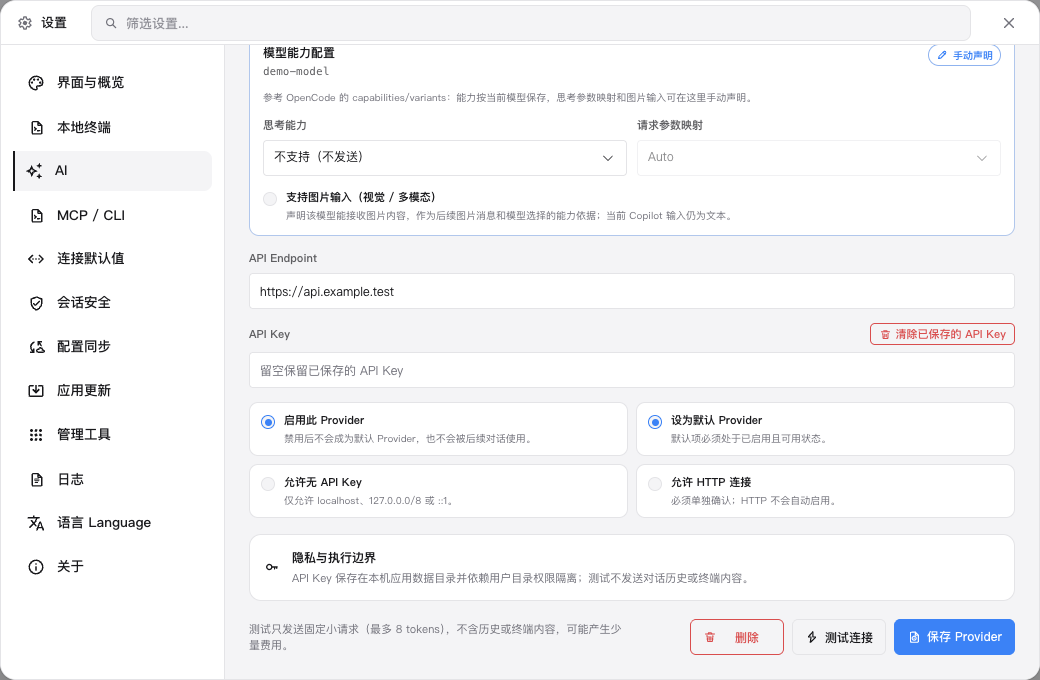 设置
筛选设置...
界面与概览
本地终端
AI
MCP / CLI
连接默认值
会话安全
配置同步
应用更新
管理工具
日志
语言 Language
关于
模型能力配置
手动声明
demo-model
参考 OpenCode 的 capabilities/variants：能力按当前模型保存，思考参数映射和图片输入可在这里手动声明。
思考能力
请求参数映射
不支持（不发送）
Auto
支持图片输入（视觉 / 多模态）
声明该模型能接收图片内容，作为后续图片消息和模型选择的能力依据；当前 Copilot 输入仍为文本。
API Endpoint
https://api.example.test
API Key
清除已保存的 API Key
留空保留已保存的 API Key
启用此 Provider
禁用后不会成为默认 Provider，也不会被后续对话使用。
设为默认 Provider
默认项必须处于已启用且可用状态。
允许无 API Key
仅允许 localhost、127.0.0.0/8 或 ::1。
允许 HTTP 连接
必须单独确认；HTTP 不会自动启用。
隐私与执行边界
API Key 保存在本机应用数据目录并依赖用户目录权限隔离；测试不发送对话历史或终端内容。
测试只发送固定小请求（最多 8 tokens），不含历史或终端内容，可能产生少
量费用。
删除
测试连接
保存 Provider